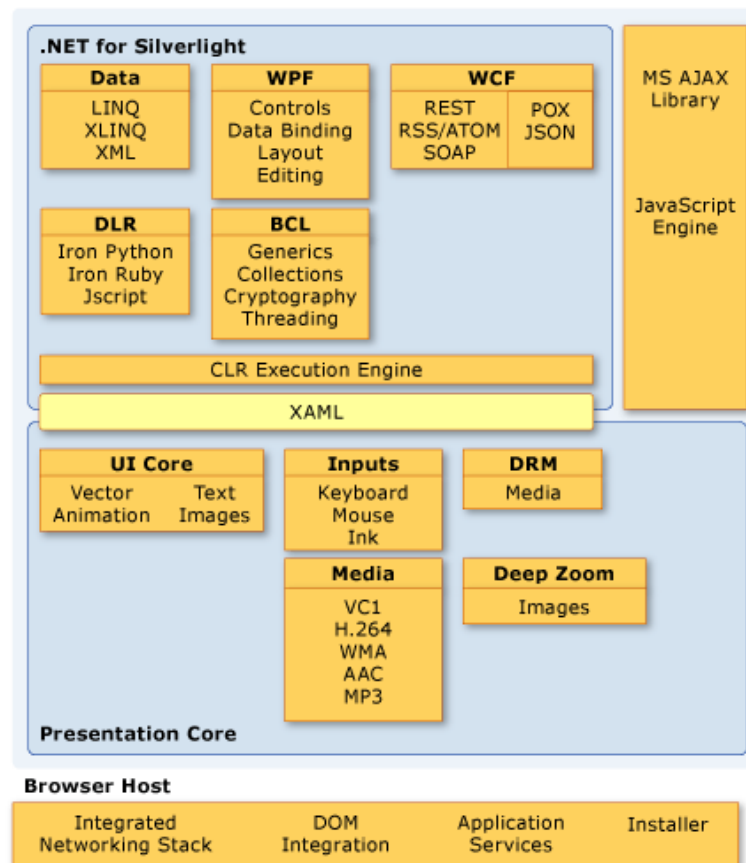 .NET for Silverlight
Data
LINQ
XLINQ
XML
WPF
Controls
Data Binding
Layout
Editing
WCF
REST
RSS/ATOM
SOAP
POX
JSON
MS AJAX
Library
JavaScript
Engine
DLR
Iron Python
Iron Ruby
Jscript
BCL
Generics
Collections
Cryptography
Threading
CLR Execution Engine
XAML
UI Core
Vector Text
Animation Images
Inputs
Keyboard
Mouse
Ink
DRM
Media
Media
VC1
H.264
WMA
AAC
MP3
Deep Zoom
Images
Presentation Core
Browser Host
Integrated
Networking Stack
DOM
Integration
Application
Services
Installer